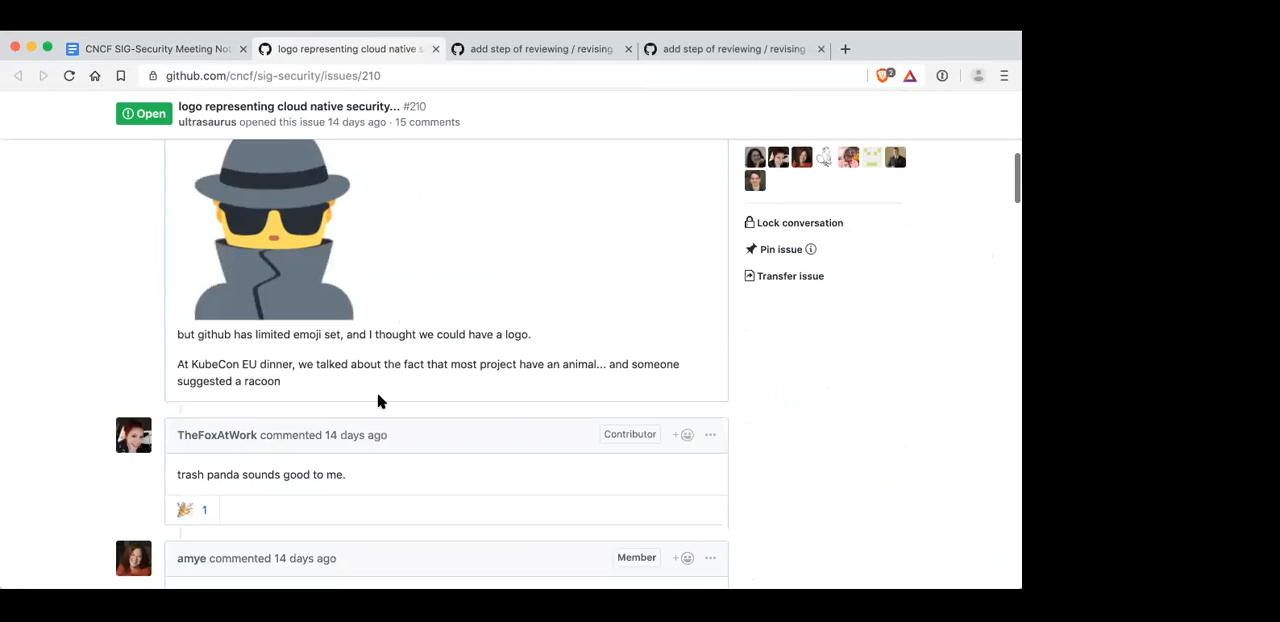 CNCF SIG-Security Meeting Not
logo representing cloud native s
add step of reviewing / revising
add step of reviewing / revising
github.com/cncf/sig-security/issues/210
2
Open
logo representing cloud native security... #210
ultrasaurus opened this issue 14 days ago · 15 comments
but github has limited emoji set, and I thought we could have a logo.
At KubeCon EU dinner, we talked about the fact that most project have an animal... and someone
suggested a racoon
Lock conversation
Pin issue
Transfer issue
TheFoxAtWork commented 14 days ago
Contributor
trash panda sounds good to me.
1
amye commented 14 days ago
Member